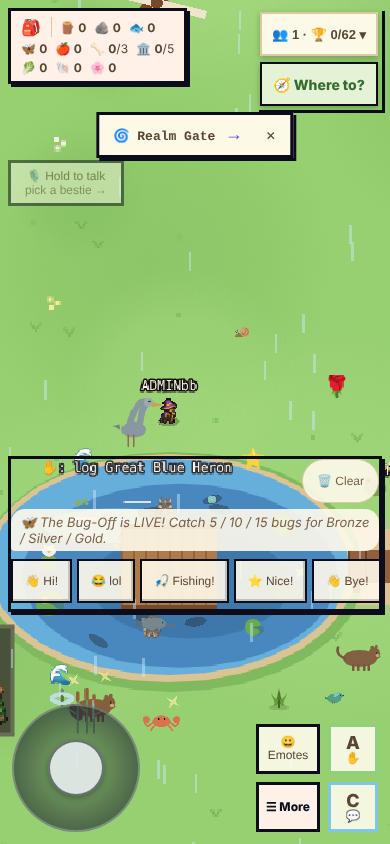 0 0 0
0 0 0/3 0/5
0 0 0
1 · 0/62 ▾
Where to?
Realm Gate → ×
Hold to talk
pick a bestie →
ADMINbb
: log Great Blue Heron
Clear
The Bug-Off is LIVE! Catch 5 / 10 / 15 bugs for Bronze
/ Silver / Gold.
Hi! lol Fishing! Nice! Bye!
Emotes
A
☰ More
C